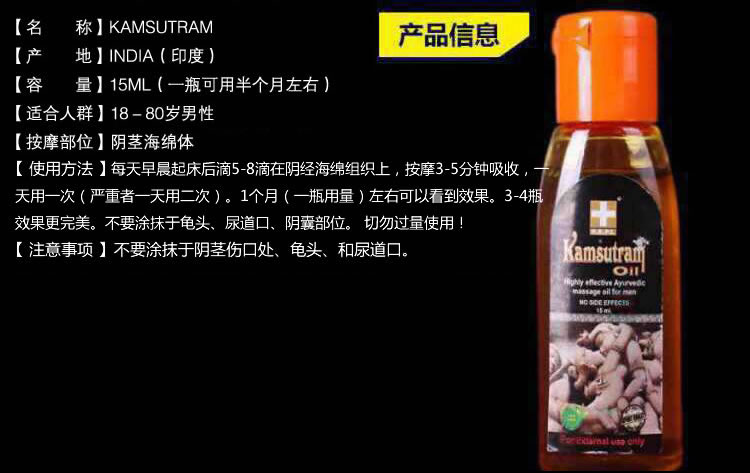 产品信息
【 名 称 】KAMSUTRAM
【 产 地 】INDIA（印度）
【 容 量 】15ML（一瓶可用半个月左右）
【 适合人群 】18－80岁男性
【 按摩部位 】阴茎海绵体
【 使用方法 】每天早晨起床后滴5-8滴在阴经海绵组织上，按摩3-5分钟吸收，一
天用一次（严重者一天用二次）。1个月（一瓶用量）左右可以看到效果。3-4瓶
效果更完美。不要涂抹于龟头、尿道口、阴囊部位。 切勿过量使用！
【 注意事项 】不要涂抹于阴茎伤口处、龟头、和尿道口。
Kamsutram
Oil
Highly effective Ayurvedic
massage oil for men
NO SIDE EFFECTS
15 ml.
For External use only